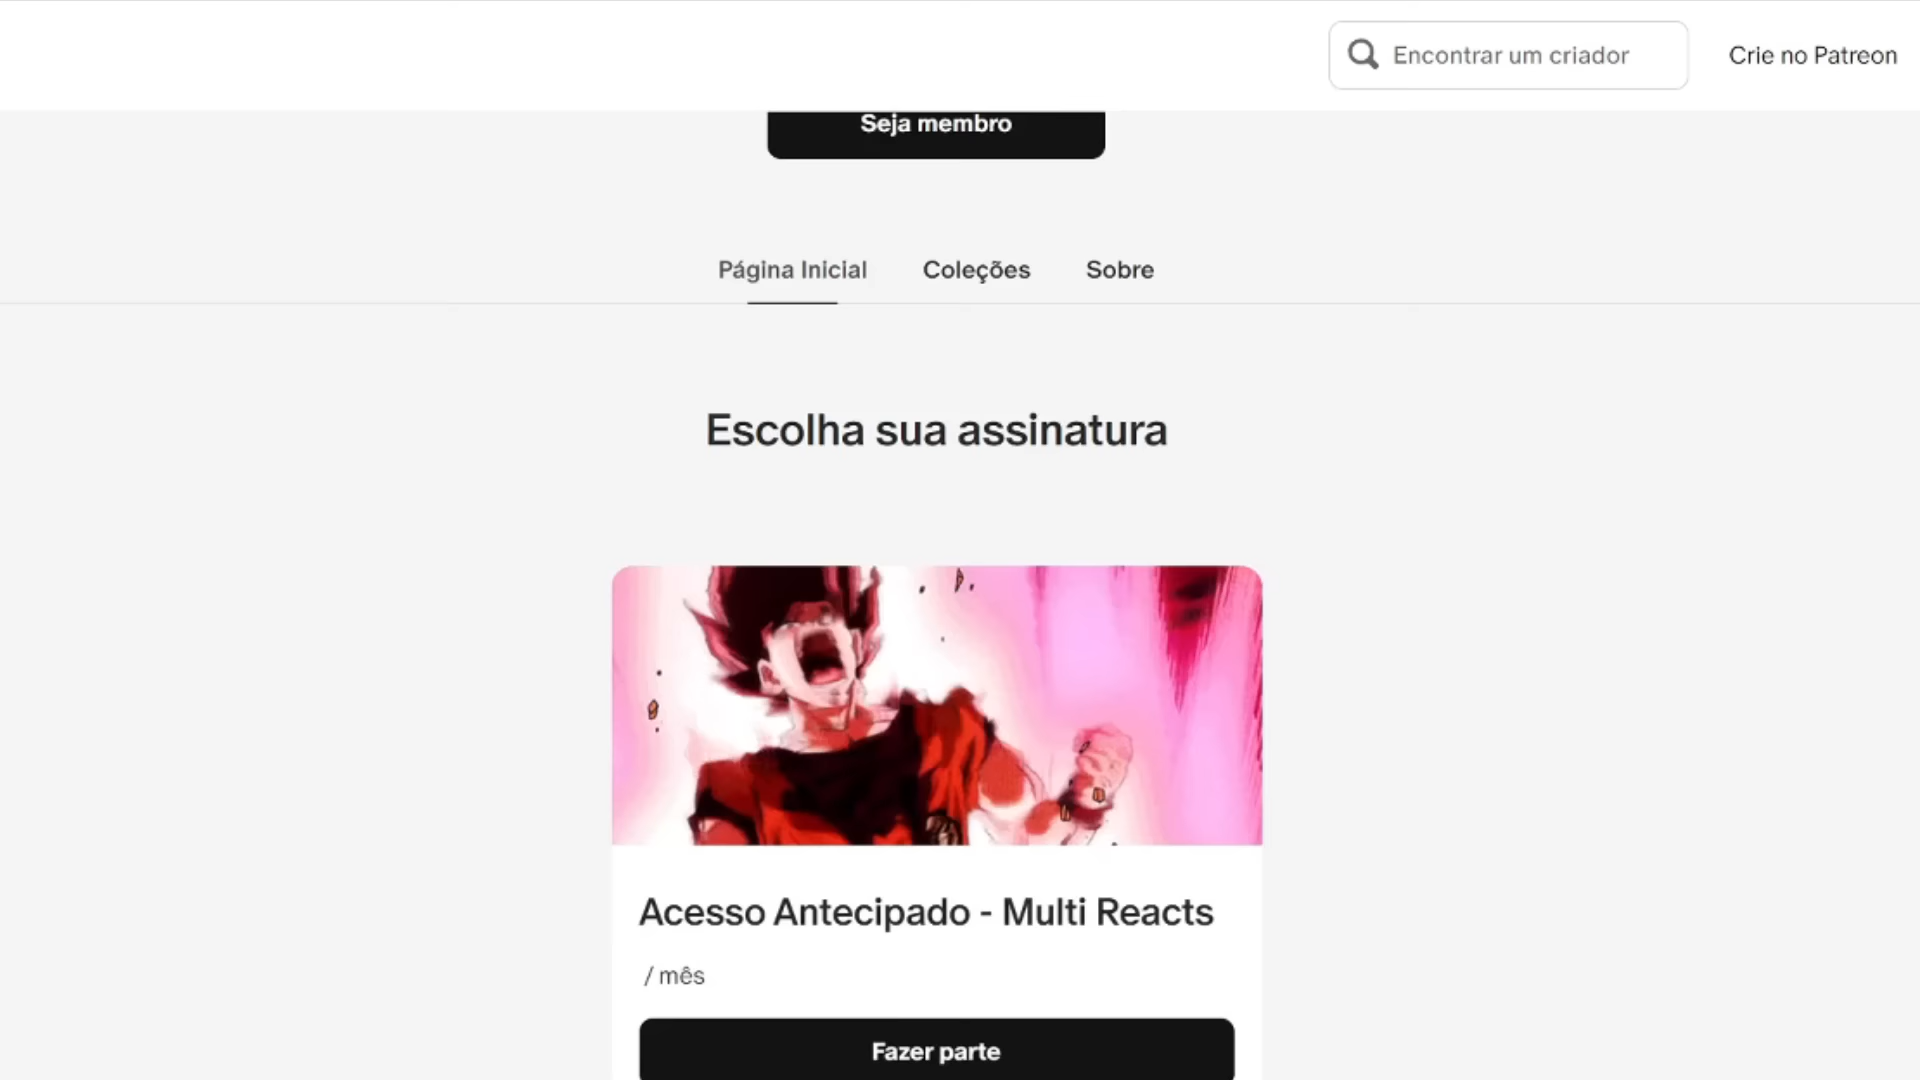 Encontrar um criador
Crie no Patreon
Seja membro
Página Inicial
Coleções
Sobre
Escolha sua assinatura
Acesso Antecipado - Multi Reacts
/ mês
Fazer parte